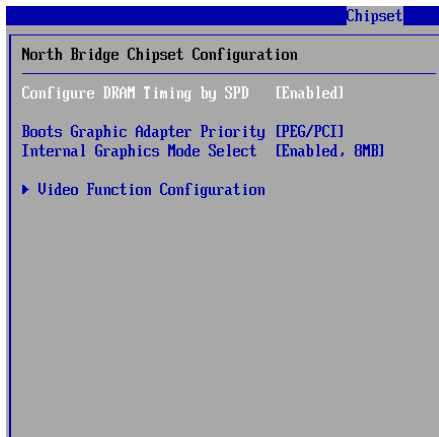 Chipset
North Bridge Chipset Configuration
Configure DRAM Timing by SPD [Enabled]
Boots Graphic Adapter Priority [PEG/PCI]
Internal Graphics Mode Select [Enabled, 8MB]
▶ Video Function Configuration